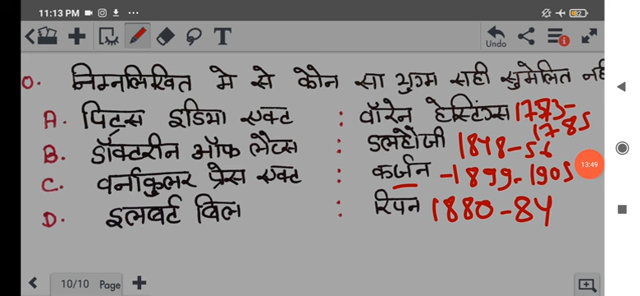 11:13 PM
62
T
Undo
O. निम्नलिखित मे से कौन सा युग्म सही सुमेलित नही
A. पिट्स इंडिया एक्ट : वॉरेन हेस्टिंग्स 1773-
1785
B. डॉक्टरीन ऑफ लैप्स : डलहौजी 1848-56
C. वर्नाकुलर प्रेस एक्ट : कर्जन -1899-1905
13:49
D. इलबर्ट बिल : रिपन 1880-84
10/10 Page